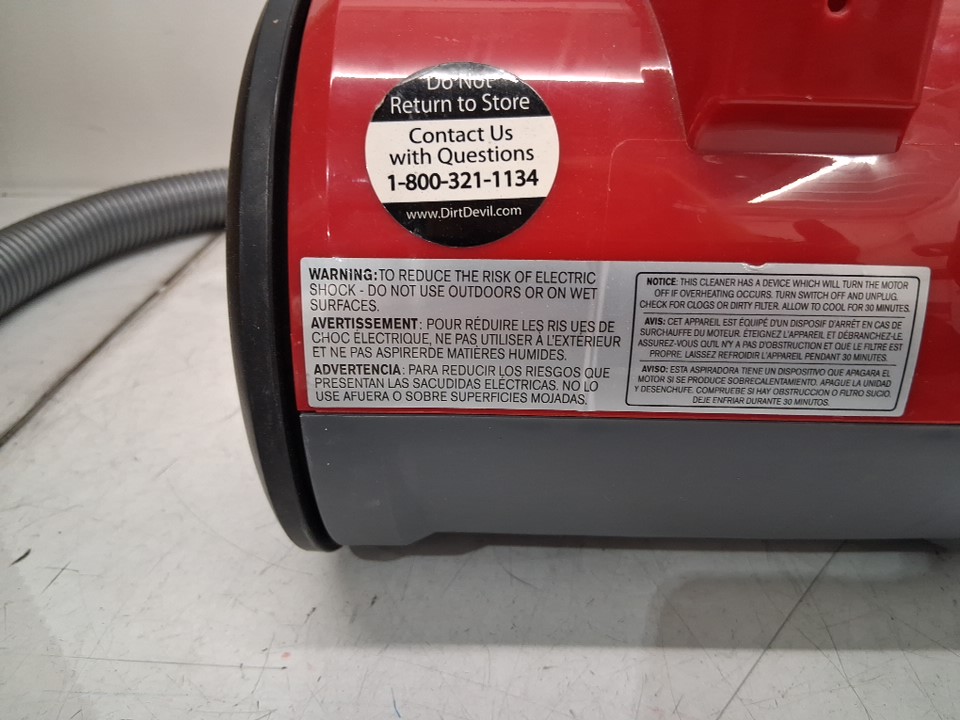 Do Not
Return to Store
Contact Us
with Questions
1-800-321-1134
www.DirtDevil.com
WARNING: TO REDUCE THE RISK OF ELECTRIC
SHOCK - DO NOT USE OUTDOORS OR ON WET
SURFACES.
AVERTISSEMENT: POUR RÉDUIRE LES RIS UES DE
CHOC ÉLECTRIQUE, NE PAS UTILISER À L'EXTÉRIEUR
ET NE PAS ASPIRERDE MATIÈRES HUMIDES.
ADVERTENCIA: PARA REDUCIR LOS RIESGOS QUE
PRESENTAN LAS SACUDIDAS ELÉCTRICAS. NO LO
USE AFUERA O SOBRE SUPERFICIES MOJADAS.
NOTICE: THIS CLEANER HAS A DEVICE WHICH WILL TURN THE MOTOR
OFF IF OVERHEATING OCCURS. TURN SWITCH OFF AND UNPLUG.
CHECK FOR CLOGS OR DIRTY FILTER. ALLOW TO COOL FOR 30 MINUTES.
AVIS: CET APPAREIL EST ÉQUIPÉ D'UN DISPOSIF D'ARRÊT EN CAS DE
SURCHAUFFE DU MOTEUR. ÉTEIGNEZ L'APPAREIL ET DÉBRANCHEZ-LE.
ASSUREZ-VOUS QU'IL N'Y A PAS D'OBSTRUCTION ET QUE LE FILTRE EST
PROPRE. LAISSEZ REFROIDIR L'APPAREIL PENDANT 30 MINUTES.
AVISO: ESTA ASPIRADORA TIENE UN DISPOSITIVO QUE APAGARA EL
MOTOR SI SE PRODUCE SOBRECALENTAMIENTO. APAGUE LA UNIDAD
Y DESENCHUFE. COMPRUEBE SI HAY OBSTRUCCION O FILTRO SUCIO.
DEJE ENFRIAR DURANTE 30 MINUTOS.